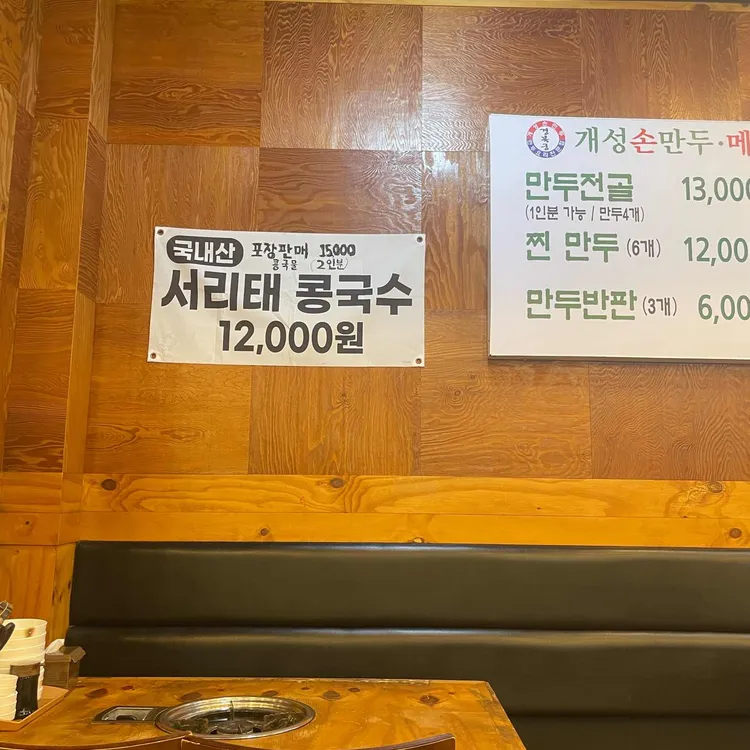 국내산 포장판매 15,000
콩국물 (2인분)
서리태 콩국수
12,000원
개성손만두·메
만두전골 13,000
(1인분 가능 / 만두4개)
찐 만두 (6개) 12,00
만두반판 (3개) 6,00